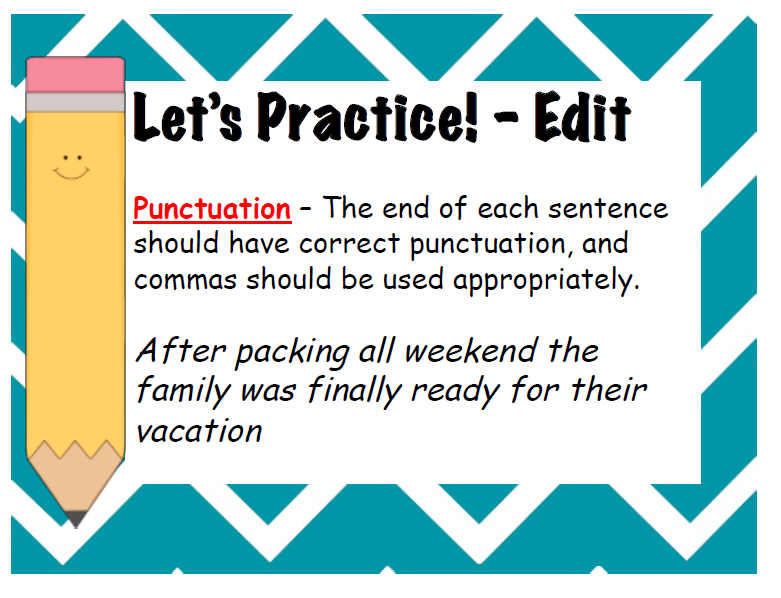 Let's Practice! - Edit
Punctuation – The end of each sentence
should have correct punctuation, and
commas should be used appropriately.
After packing all weekend the
family was finally ready for their
vacation